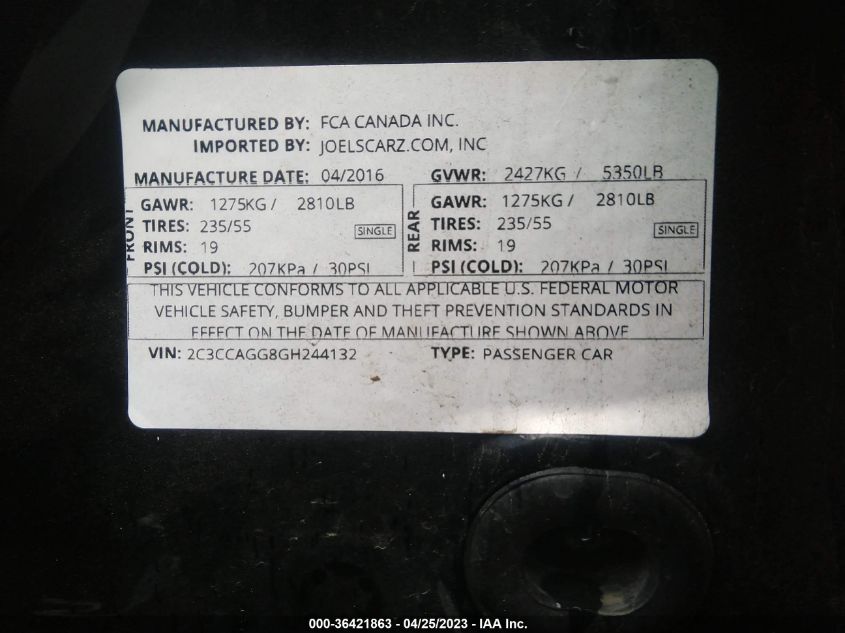 MANUFACTURED BY: FCA CANADA INC.
IMPORTED BY: JOELSCARZ.COM, INC
MANUFACTURE DATE: 04/2016 GVWR: 2427KG / 5350LB
FRONT
GAWR: 1275KG / 2810LB
TIRES: 235/55 SINGLE
RIMS: 19
PSI (COLD): 207KPa / 30PSI
REAR
GAWR: 1275KG / 2810LB
TIRES: 235/55 SINGLE
RIMS: 19
PSI (COLD): 207KPa / 30PSI
THIS VEHICLE CONFORMS TO ALL APPLICABLE U.S. FEDERAL MOTOR
VEHICLE SAFETY, BUMPER AND THEFT PREVENTION STANDARDS IN
EFFECT ON THE DATE OF MANUFACTURE SHOWN ABOVE
VIN: 2C3CCAGG8GH244132 TYPE: PASSENGER CAR
000-36421863 - 04/25/2023 - IAA Inc.